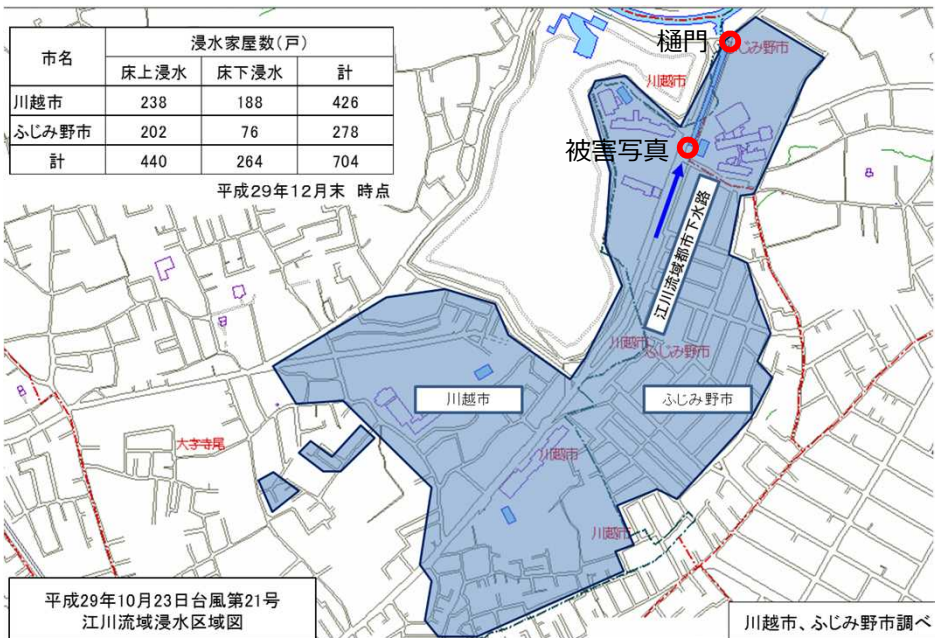 市名 浸水家屋数(戸)
床上浸水 床下浸水 計
川越市 238 188 426
ふじみ野市 202 76 278
計 440 264 704
平成29年12月末 時点
樋門
ふじみ野市
川越市
被害写真
江川流域都市下水路
川越市
ふじみ野市
川越市
ふじみ野市
大字寺尾
川越市
川越市
平成29年10月23日台風第21号
江川流域浸水区域図
川越市、ふじみ野市調べ